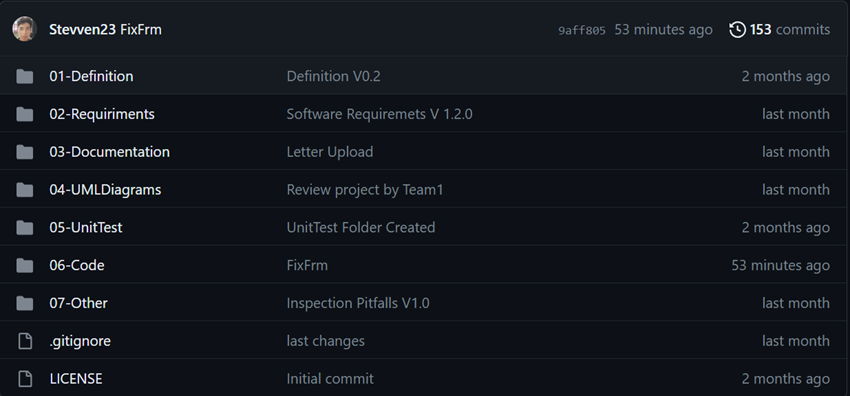 Stevven23 FixFrm 9aff805 53 minutes ago 153 commits
01-Definition Definition V0.2 2 months ago
02-Requiriments Software Requiremets V 1.2.0 last month
03-Documentation Letter Upload last month
04-UMLDiagrams Review project by Team1 last month
05-UnitTest UnitTest Folder Created 2 months ago
06-Code FixFrm 53 minutes ago
07-Other Inspection Pitfalls V1.0 last month
.gitignore last changes last month
LICENSE Initial commit 2 months ago